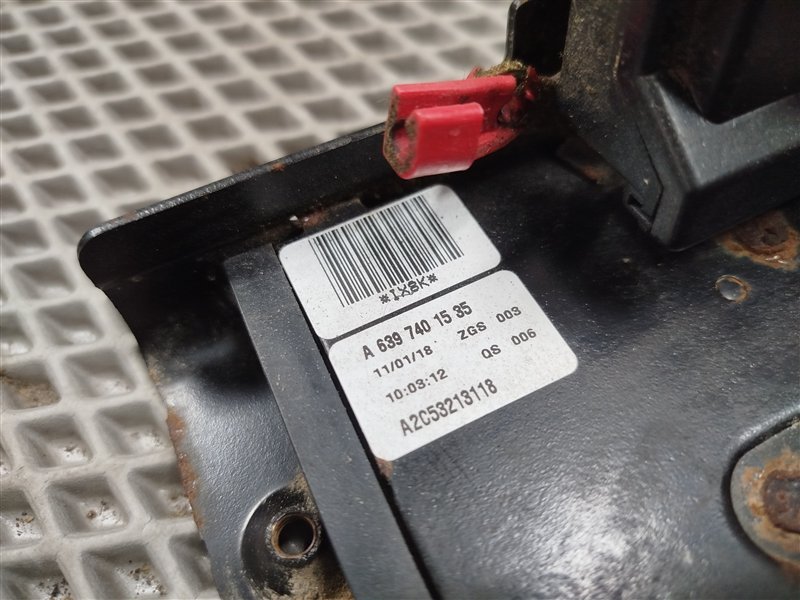 *IXBK*
A 639 740 15 35
11/01/18 ZGS 003
10:03:12 QS 006
A2C53213118